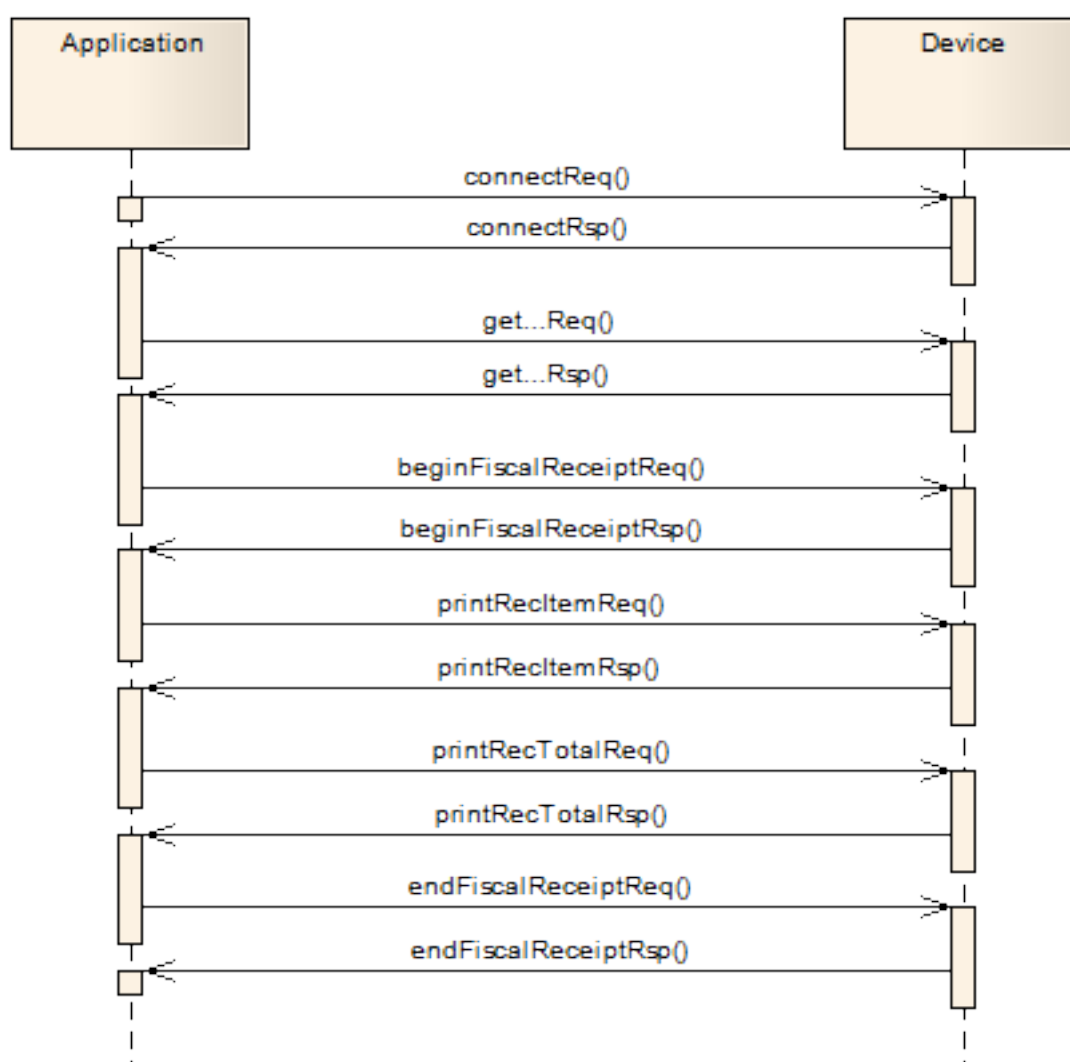 Application
Device
connectReq()
connectRsp()
get...Req()
get...Rsp()
beginFiscalReceiptReq()
beginFiscalReceiptRsp()
printRecItemReq()
printRecItemRsp()
printRecTotalReq()
printRecTotalRsp()
endFiscalReceiptReq()
endFiscalReceiptRsp()